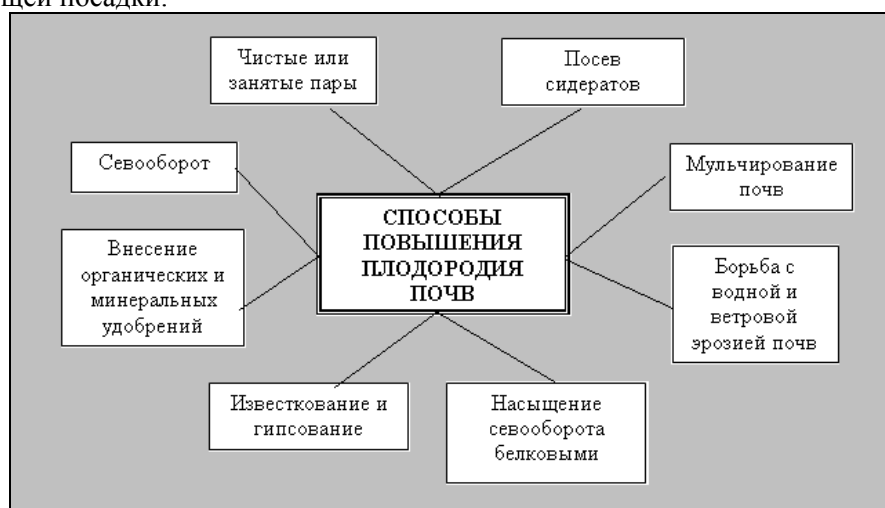 щей посадки.
Чистые или
занятые пары
Посев
сидератов
Севооборот
Мульчирование
почв
СПОСОБЫ
ПОВЫШЕНИЯ
ПЛОДОРОДИЯ
ПОЧВ
Внесение
органических и
минеральных
удобрений
Борьба с
водной и
ветровой
эрозией почв
Известкование и
гипсование
Насыщение
севооборота
белковыми